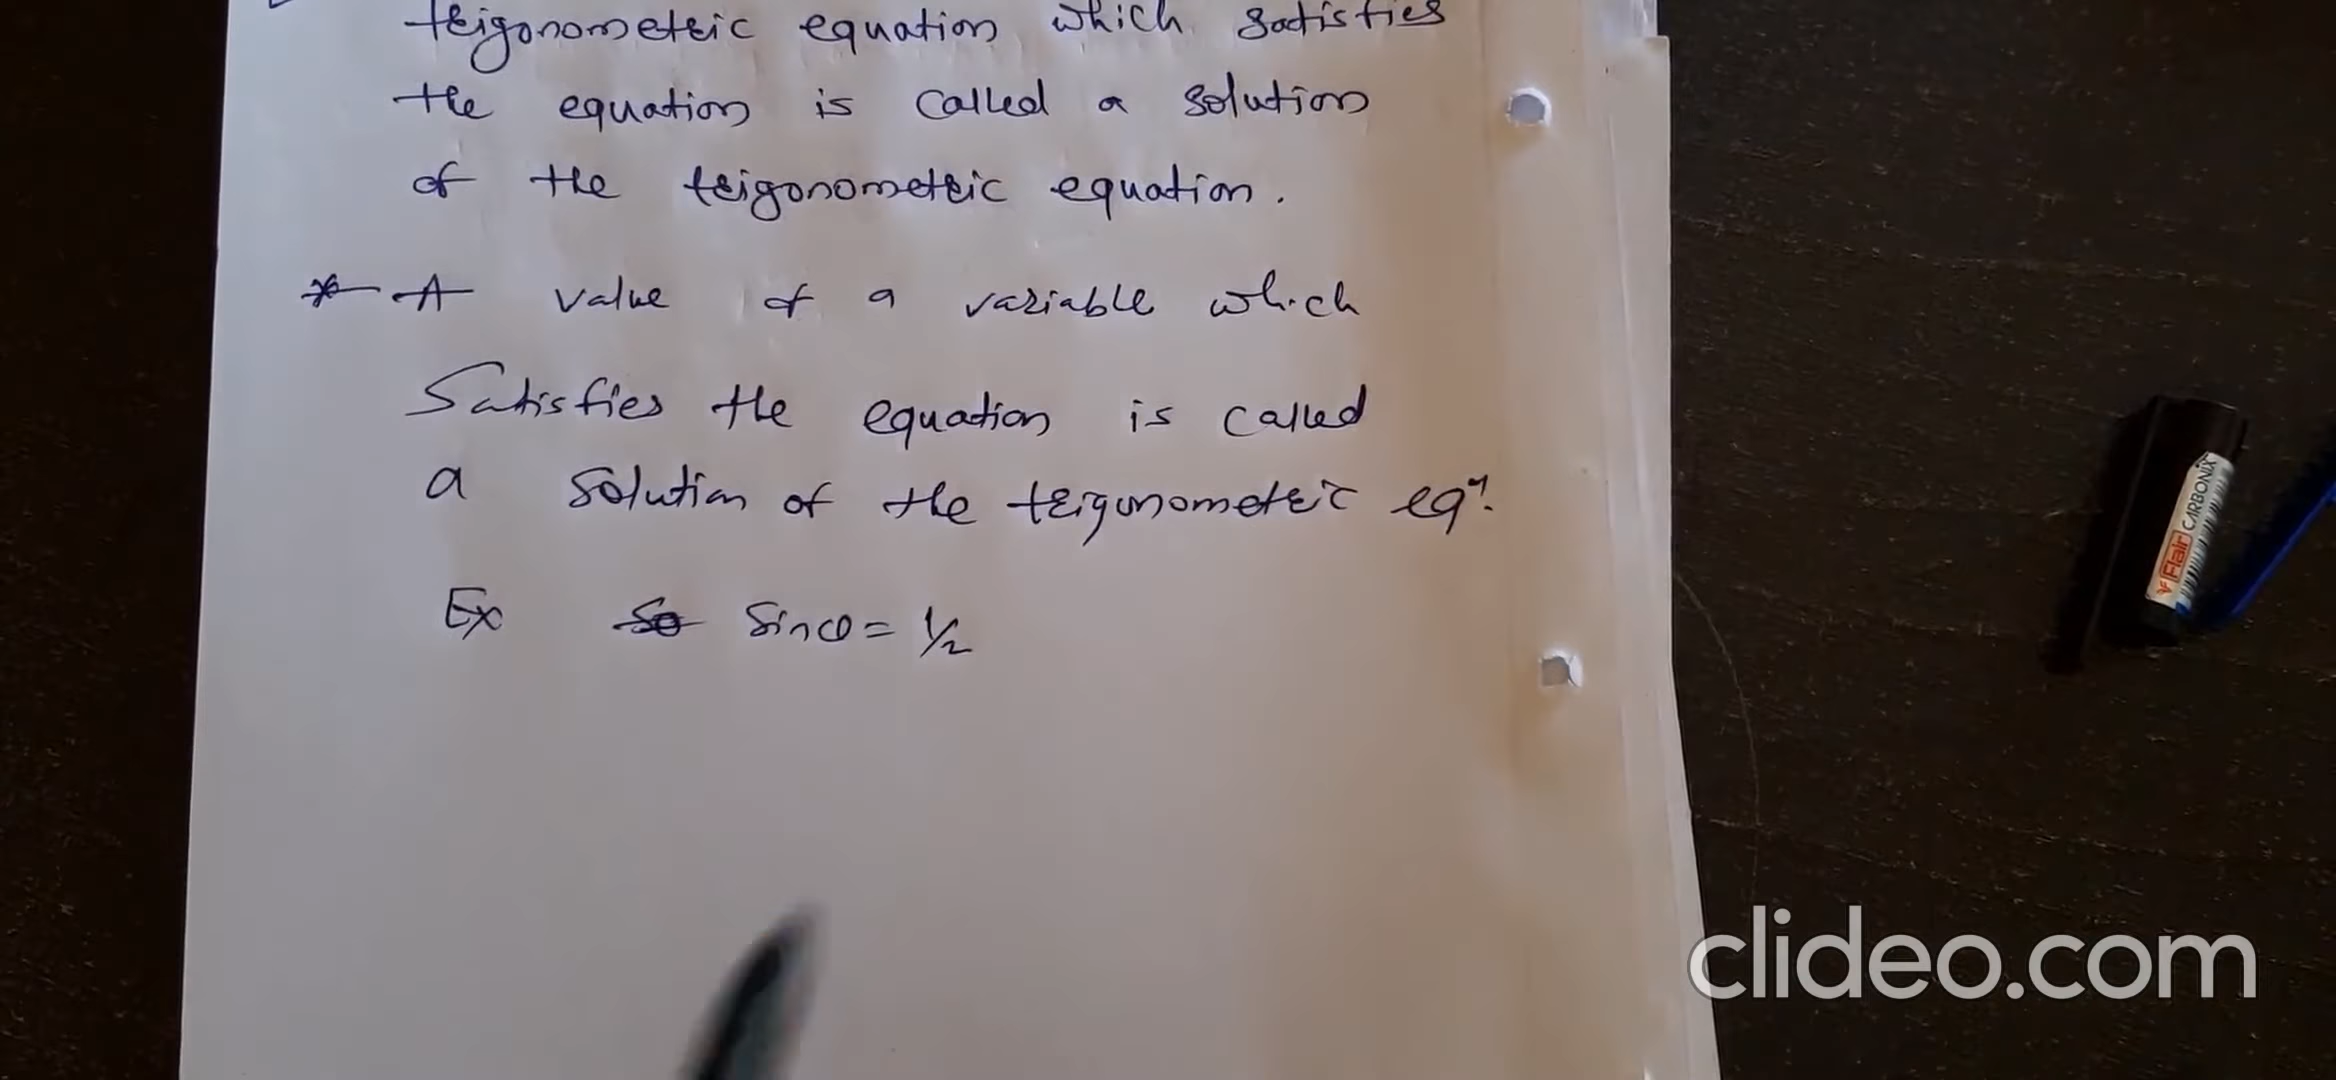 trigonometric equation which satisfies
the equation is called a solution
of the trigonometric equation.
* A value of a variable which
Satisfies the equation is called
a solution of the trigonometric eqⁿ.
Ex sinθ = 1/2
Flair CARBONIX
clideo.com